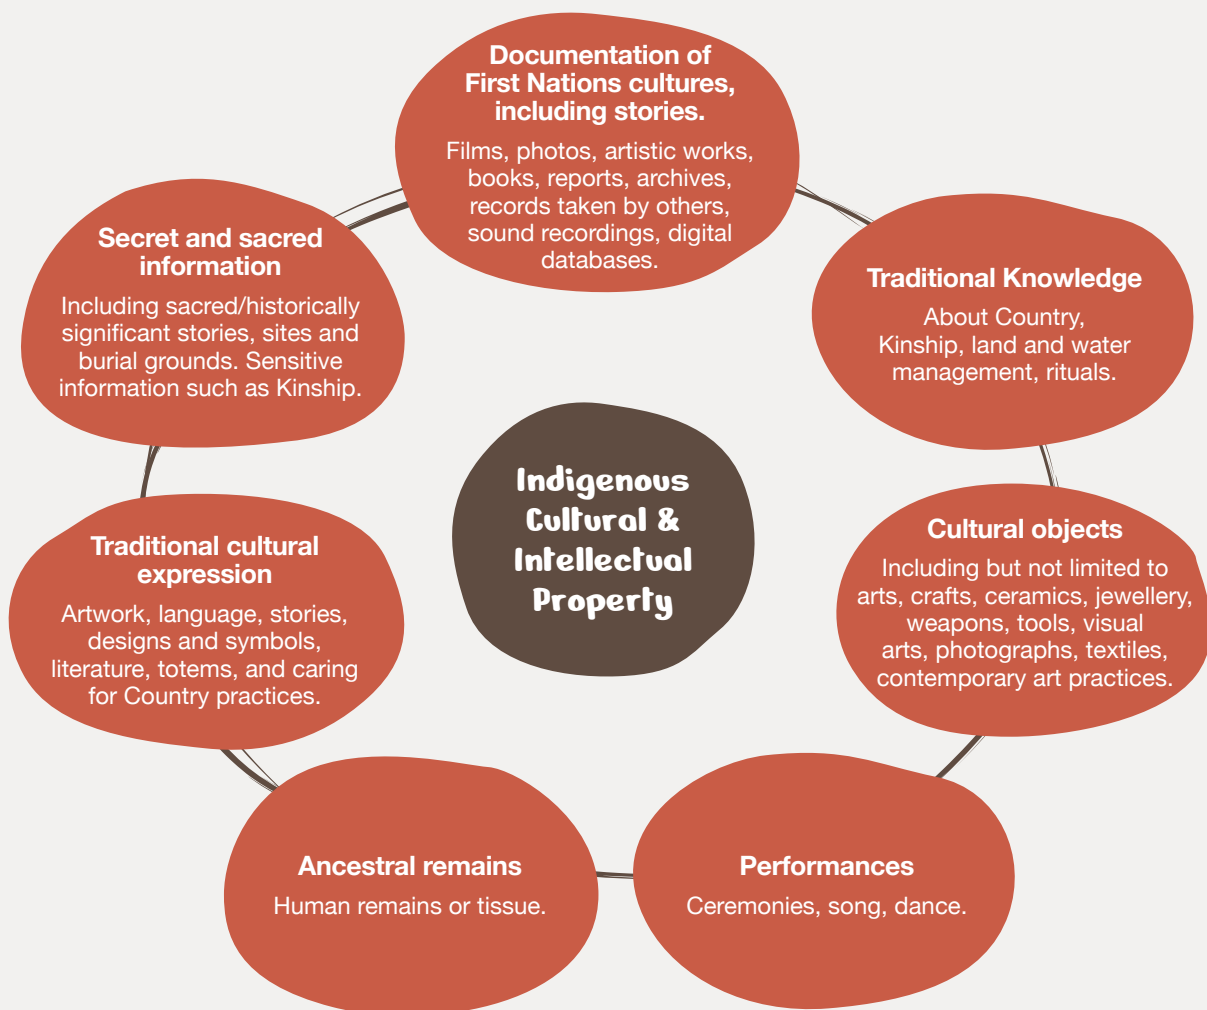 Documentation of
First Nations cultures,
including stories.
Films, photos, artistic works,
books, reports, archives,
records taken by others,
sound recordings, digital
databases.
Traditional Knowledge
About Country,
Kinship, land and water
management, rituals.
Cultural objects
Including but not limited to
arts, crafts, ceramics, jewellery,
weapons, tools, visual
arts, photographs, textiles,
contemporary art practices.
Performances
Ceremonies, song, dance.
Ancestral remains
Human remains or tissue.
Traditional cultural
expression
Artwork, language, stories,
designs and symbols,
literature, totems, and caring
for Country practices.
Secret and sacred
information
Including sacred/historically
significant stories, sites and
burial grounds. Sensitive
information such as Kinship.
Indigenous
Cultural &
Intellectual
Property